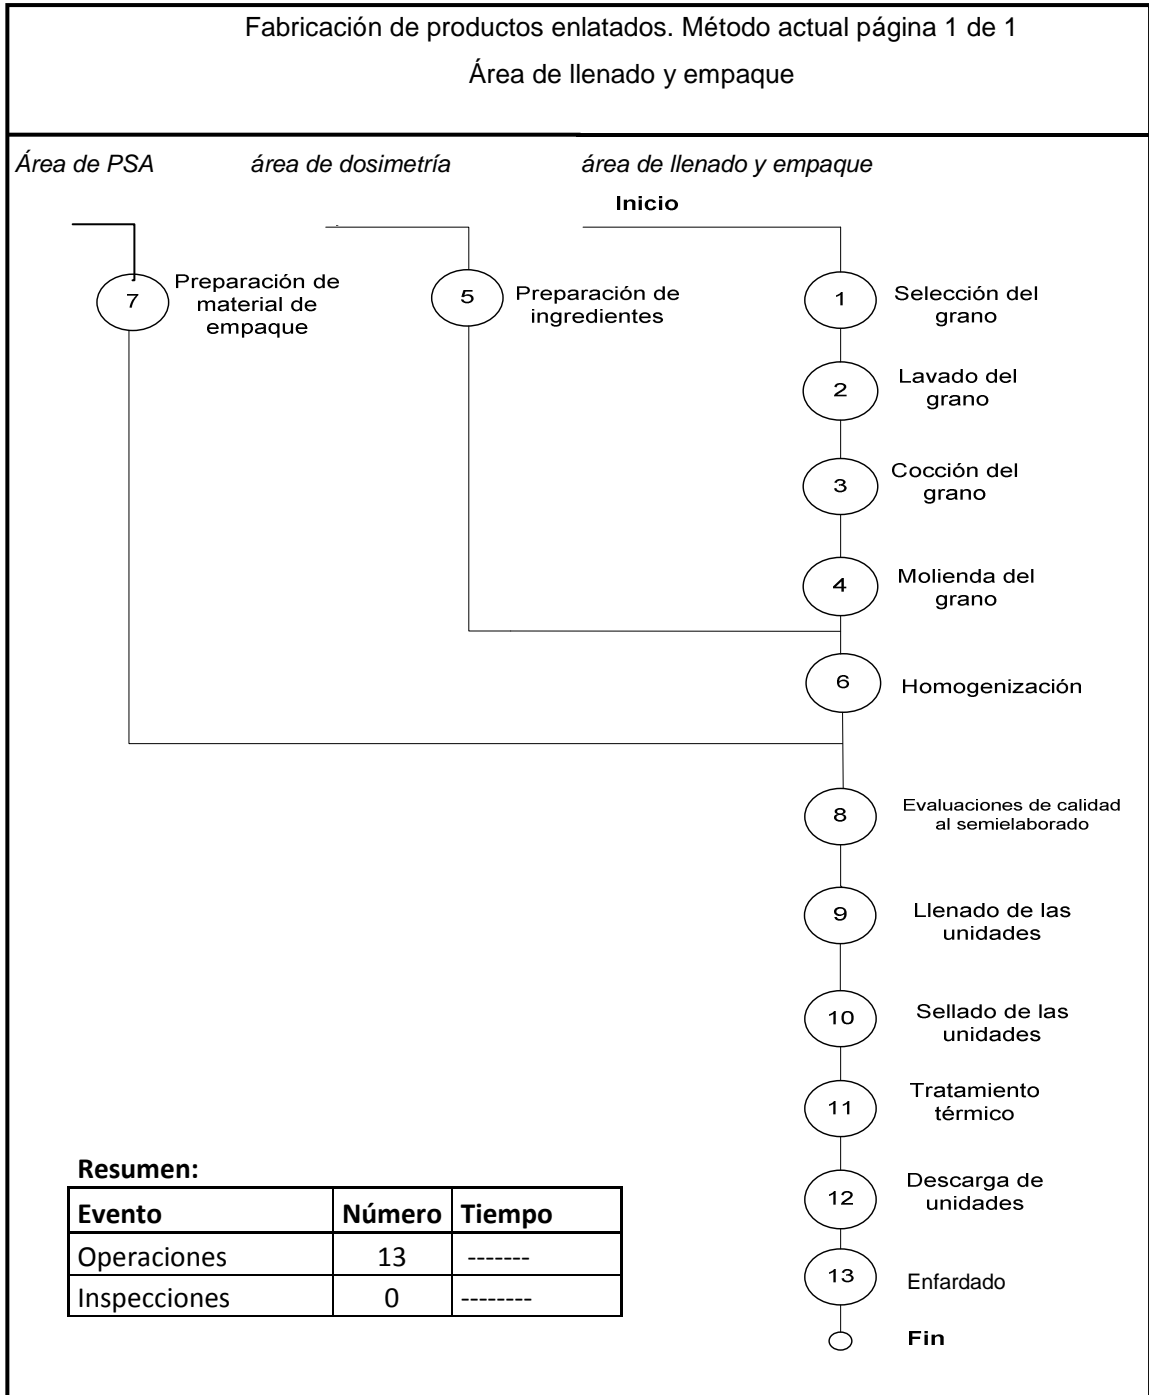 Fabricación de productos enlatados. Método actual página 1 de 1
Área de llenado y empaque
Área de PSA
área de dosimetría
área de llenado y empaque
Inicio
7
Preparación de
material de
empaque
5
Preparación de
ingredientes
1
Selección del
grano
2
Lavado del
grano
3
Cocción del
grano
4
Molienda del
grano
6
Homogenización
8
Evaluaciones de calidad
al semielaborado
9
Llenado de las
unidades
10
Sellado de las
unidades
11
Tratamiento
térmico
12
Descarga de
unidades
13
Enfardado
Fin
Resumen:
Evento Número Tiempo
Operaciones 13 -------
Inspecciones 0 --------